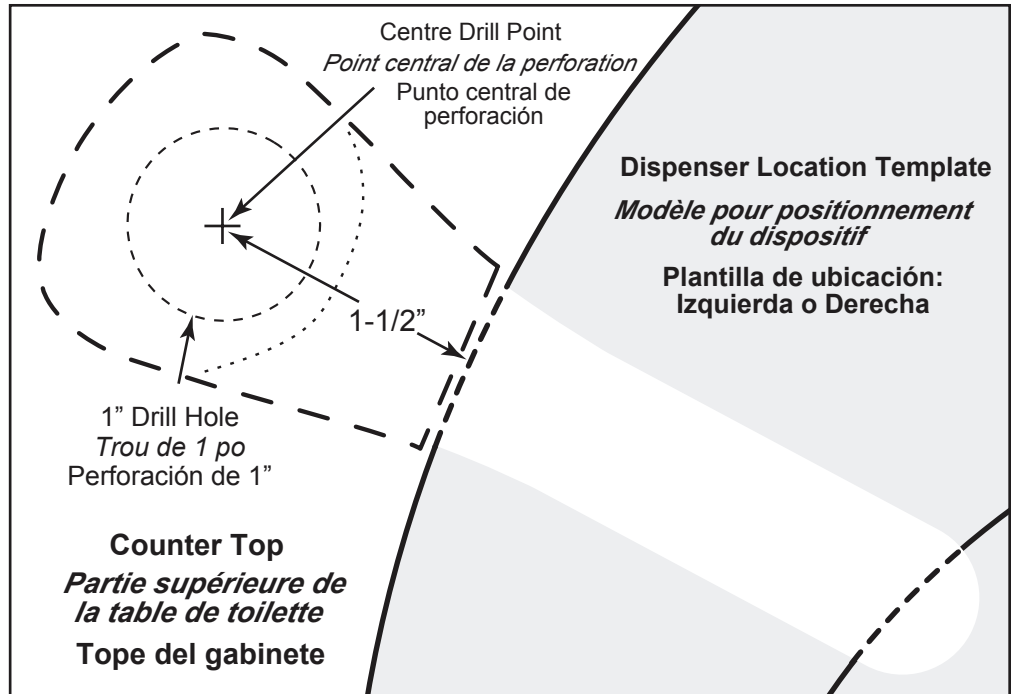 Centre Drill Point
Point central de la perforation
Punto central de
perforación
Dispenser Location Template
Modèle pour positionnement
du dispositif
Plantilla de ubicación:
Izquierda o Derecha
1-1/2”
1” Drill Hole
Trou de 1 po
Perforación de 1”
Counter Top
Partie supérieure de
la table de toilette
Tope del gabinete